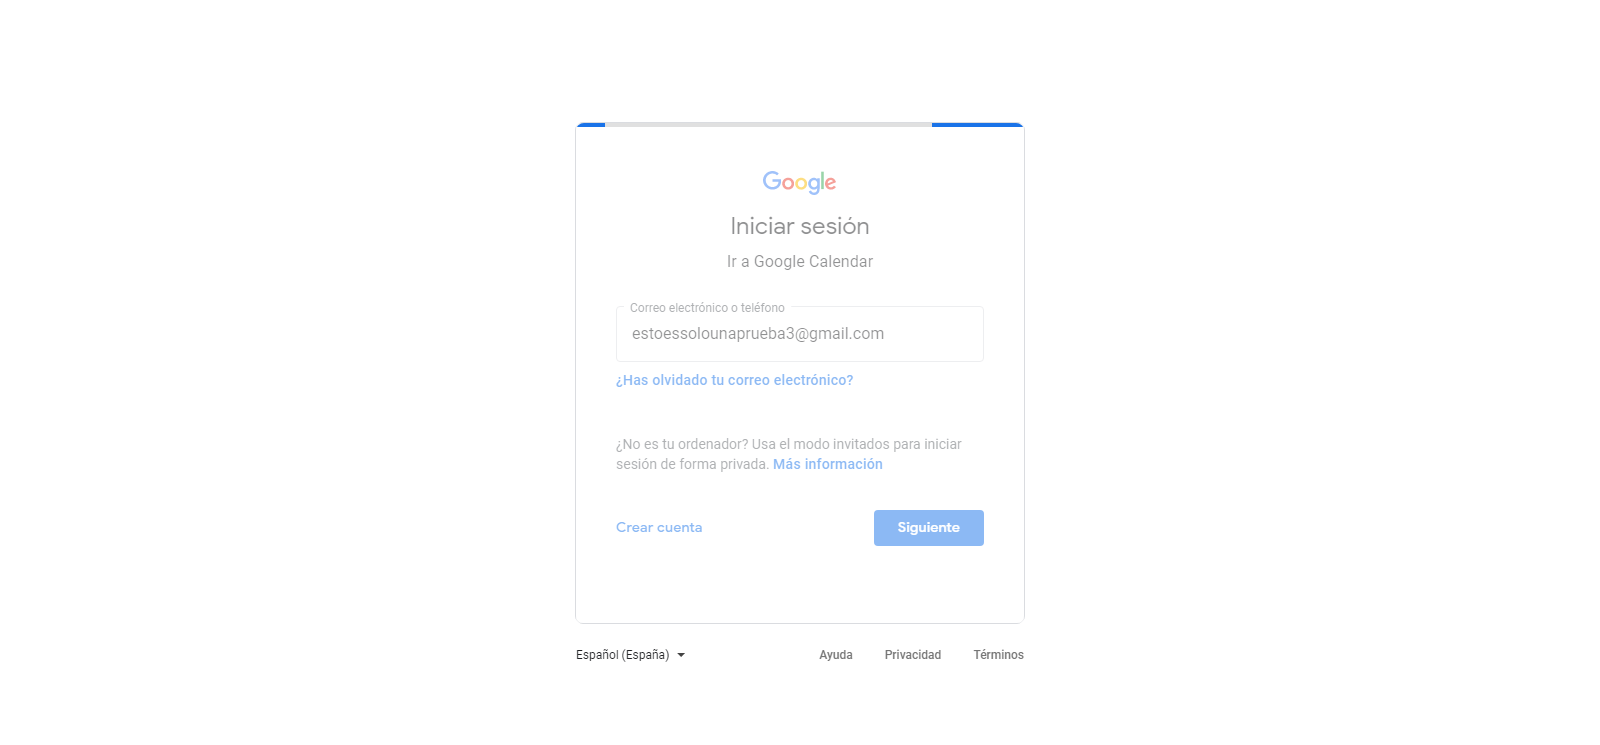 Google
Iniciar sesión
Ir a Google Calendar
Correo electrónico o teléfono
estoessolounaprueba3@gmail.com
¿Has olvidado tu correo electrónico?
¿No es tu ordenador? Usa el modo invitados para iniciar
sesión de forma privada. Más información
Crear cuenta Siguiente
Español (España) Ayuda Privacidad Términos